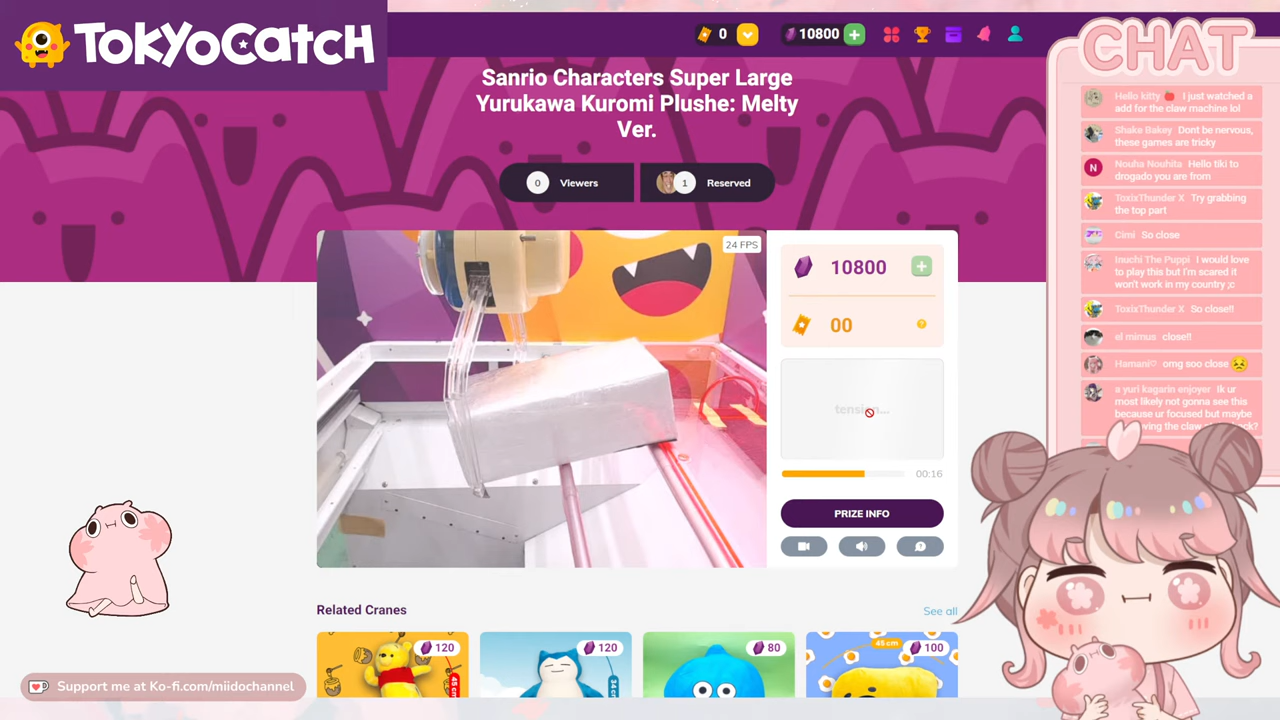 TOKYOCATCH
0
10800
Sanrio Characters Super Large
Yurukawa Kuromi Plushe: Melty
Ver.
0 Viewers
1 Reserved
24 FPS
10800
00
?
tension...
00:16
PRIZE INFO
Related Cranes
See all
120
120
80
45 cm
100
Support me at Ko-fi.com/miidochannel
CHAT
Hello kitty I just watched a
add for the claw machine lol
Shake Bakey Dont be nervous,
these games are tricky
N
Nouha Nouhita Hello tiki to
drogado you are from
ToxixThunder X Try grabbing
the top part
Cimi So close
Inuchi The Puppi I would love
to play this but I'm scared it
won't work in my country ;c
ToxixThunder X So close!!
el mimus close!!
Hamani♡ omg soo close
a yuri kagarin enjoyer Ik ur
most likely not gonna see this
because ur focused but maybe